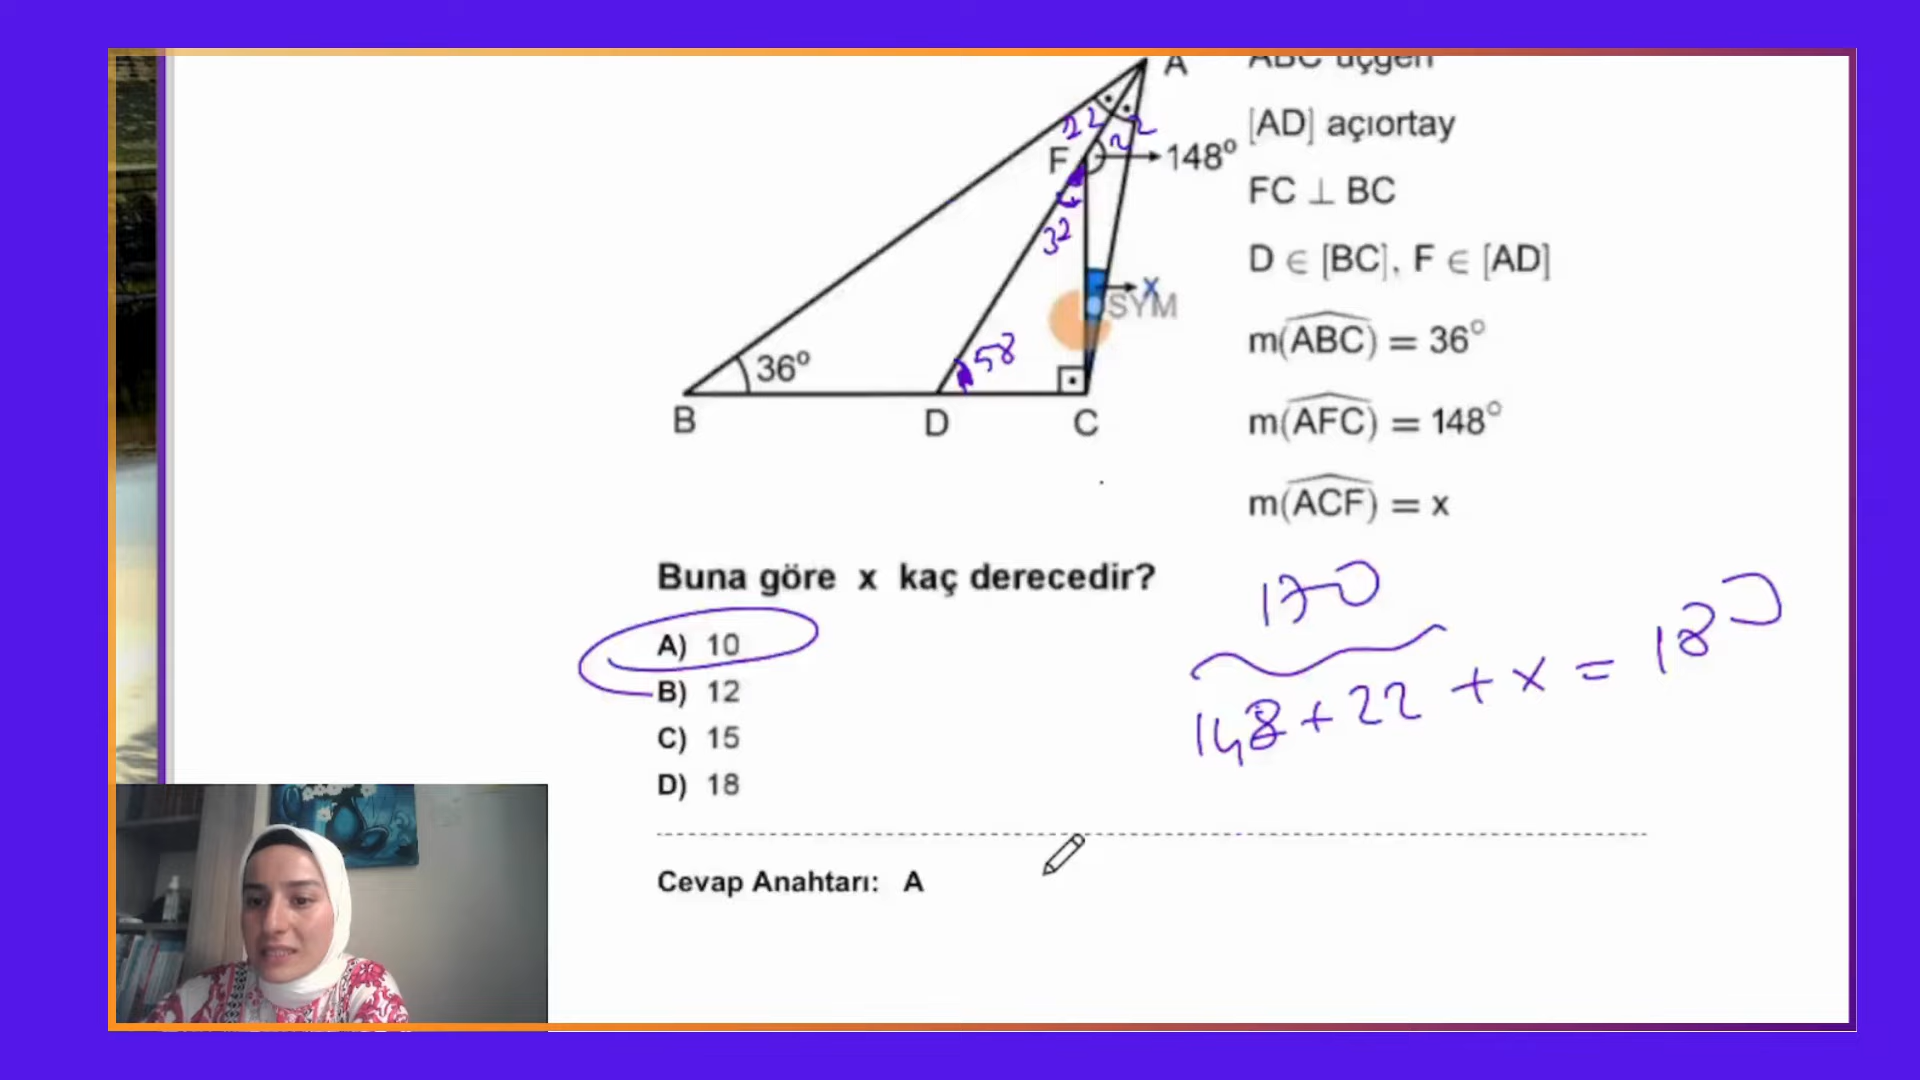 A
ABC üçgen
[AD] açıortay
22
22
F
148°
FC ⊥ BC
32
D ∈ [BC], F ∈ [AD]
x
SYM
58
36°
m(ABC) = 36°
B
D
C
m(AFC) = 148°
m(ACF) = x
Buna göre x kaç derecedir?
170
148 + 22 + x = 180
A) 10
B) 12
C) 15
D) 18
Cevap Anahtarı: A